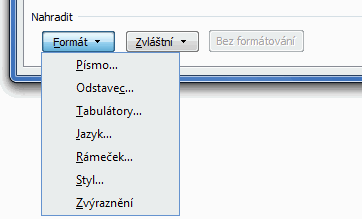 Nahradit
Formát Zvláštní Bez formátování
Písmo...
Odstavec...
Tabulátory...
Jazyk...
Rámeček...
Styl...
Zvýraznění